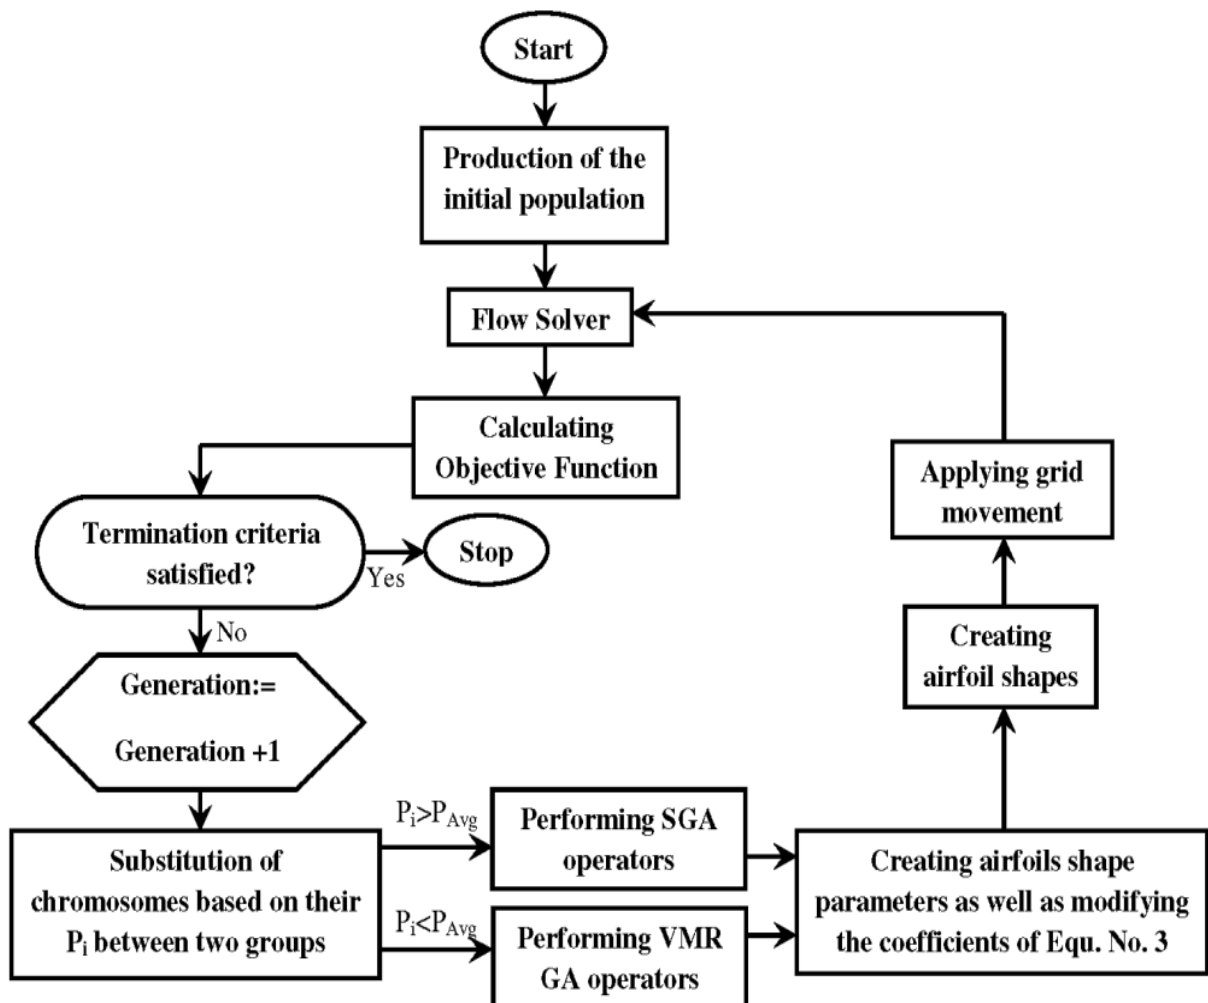 Start
Production of the
initial population
Flow Solver
Calculating
Objective Function
Termination criteria
satisfied?
Yes
Stop
No
Generation:=
Generation +1
Substitution of
chromosomes based on their
Pi between two groups
Pi>PAvg
Performing SGA
operators
Pi<PAvg
Performing VMR
GA operators
Creating airfoils shape
parameters as well as modifying
the coefficients of Equ. No. 3
Creating
airfoil shapes
Applying grid
movement